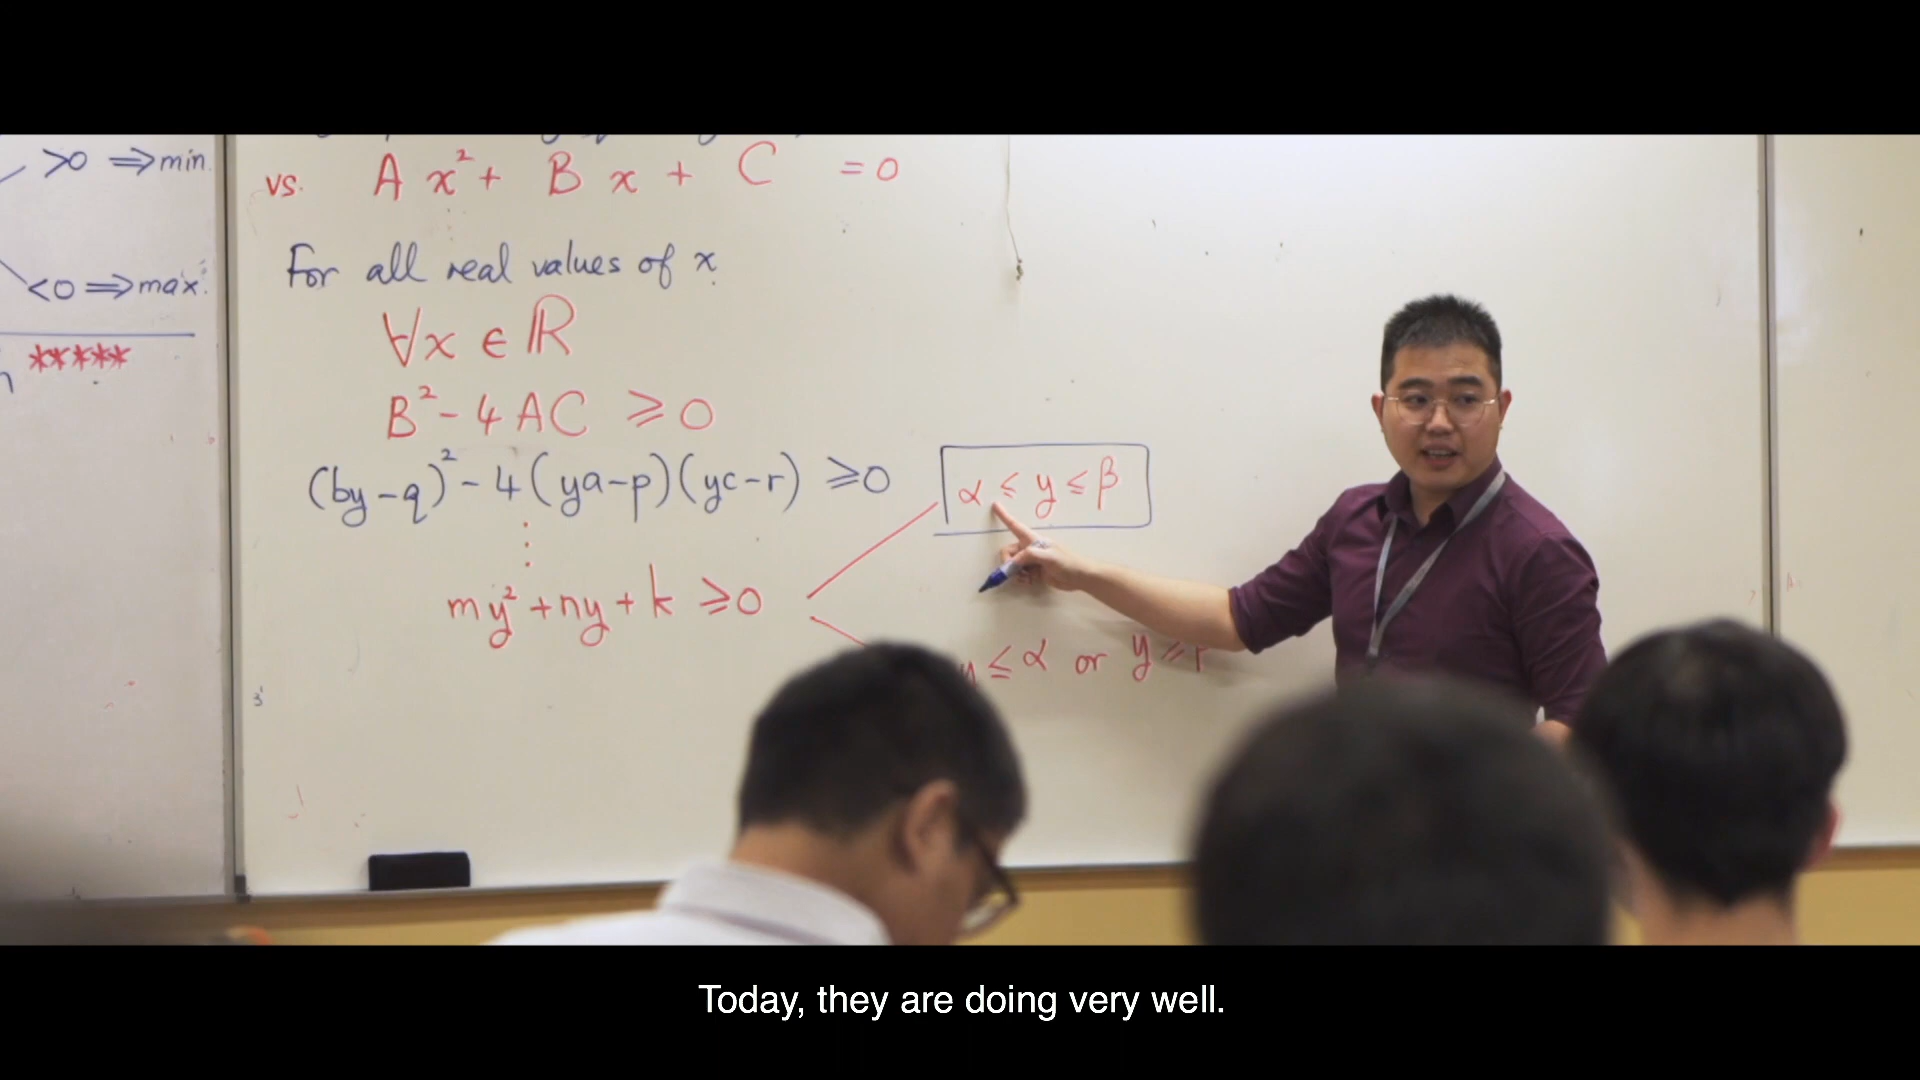 >0 ⟹ min.
<0 ⟹ max.
*****
vs. A x² + B x + C = 0
For all real values of x
∀x ∈ ℝ
B² - 4AC ⩾ 0
(by-q)² - 4(ya-p)(yc-r) ⩾ 0
α ≤ y ≤ β
my² + ny + k ⩾ 0
y ≤ α or y ⩾
Today, they are doing very well.